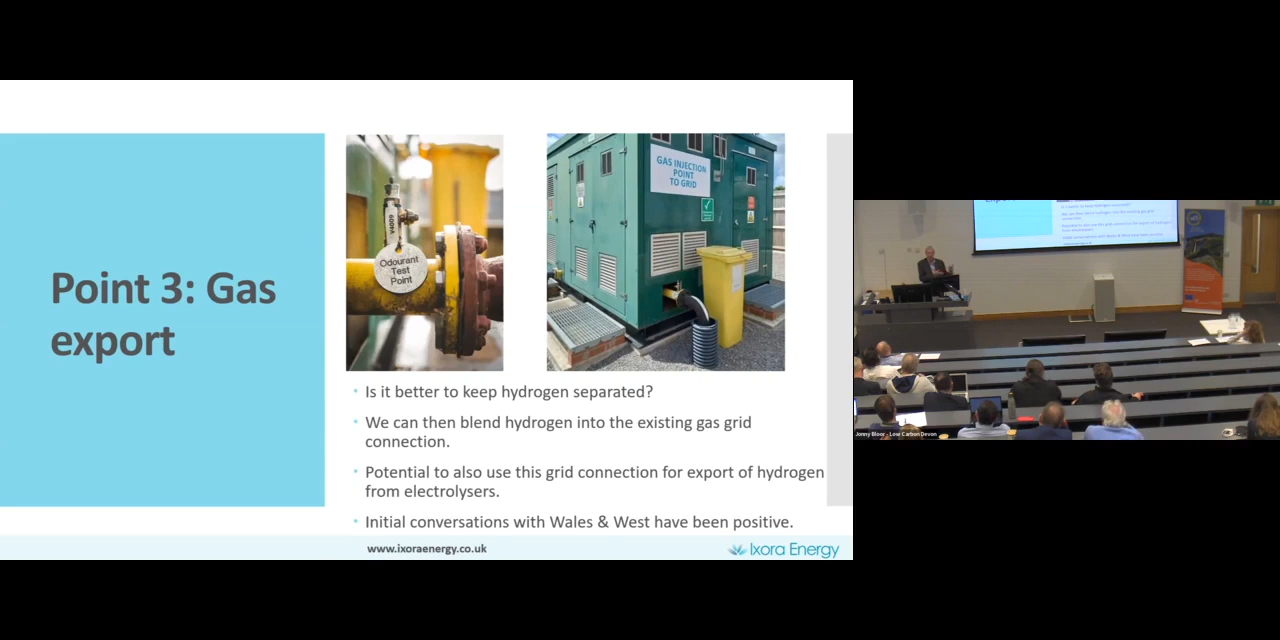 Point 3: Gas
export
V4009
Odourant
Test
Point
GAS INJECTION
POINT
TO GRID
• Is it better to keep hydrogen separated?
• We can then blend hydrogen into the existing gas grid
connection.
• Potential to also use this grid connection for export of hydrogen
from electrolysers.
• Initial conversations with Wales & West have been positive.
www.ixoraenergy.co.uk
Ixora Energy
Jonny Bloor - Low Carbon Devon